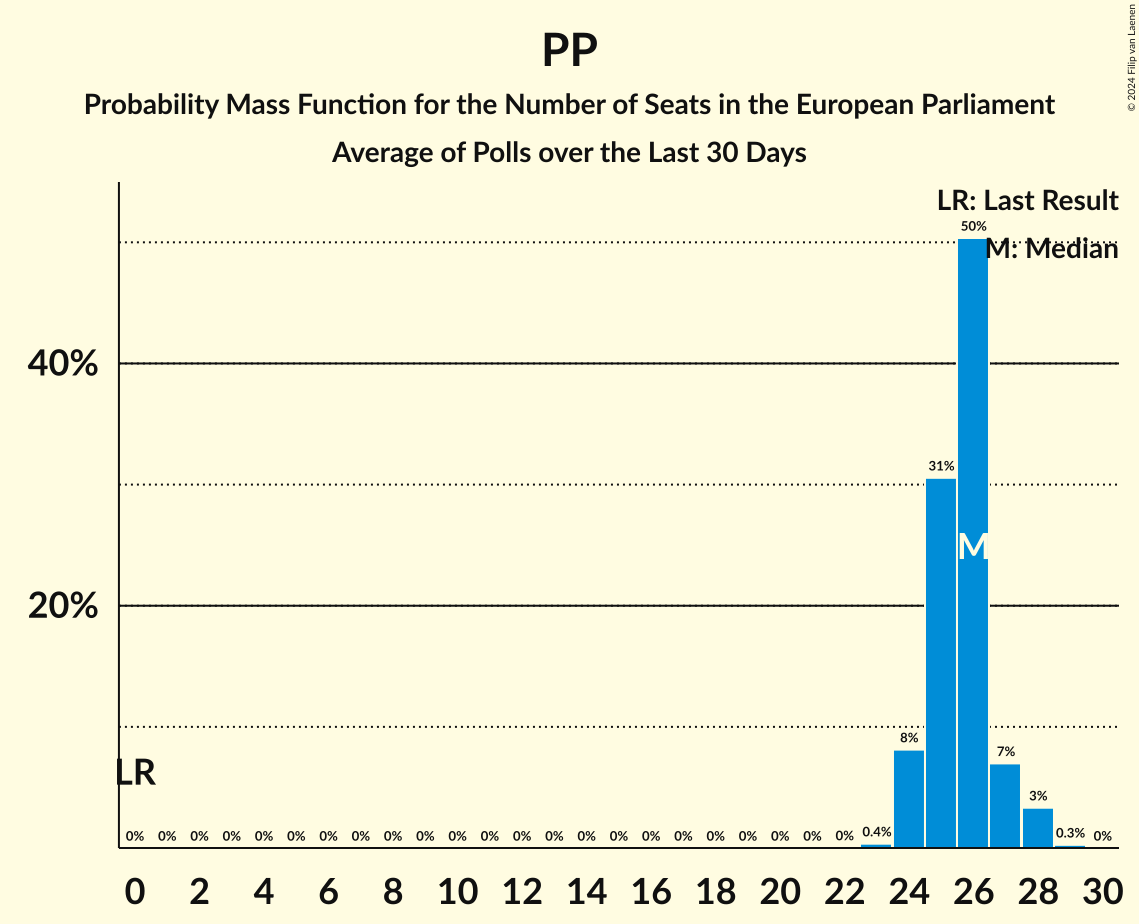 PP
Probability Mass Function for the Number of Seats in the European Parliament
Average of Polls over the Last 30 Days
© 2024 Filip van Laenen
LR: Last Result
M: Median
50%
40%
31%
M
20%
8%
7%
3%
LR
0% 0% 0% 0% 0% 0% 0% 0% 0% 0% 0% 0% 0% 0% 0% 0% 0% 0% 0% 0% 0% 0% 0% 0.4% 0.3% 0%
0 2 4 6 8 10 12 14 16 18 20 22 24 26 28 30